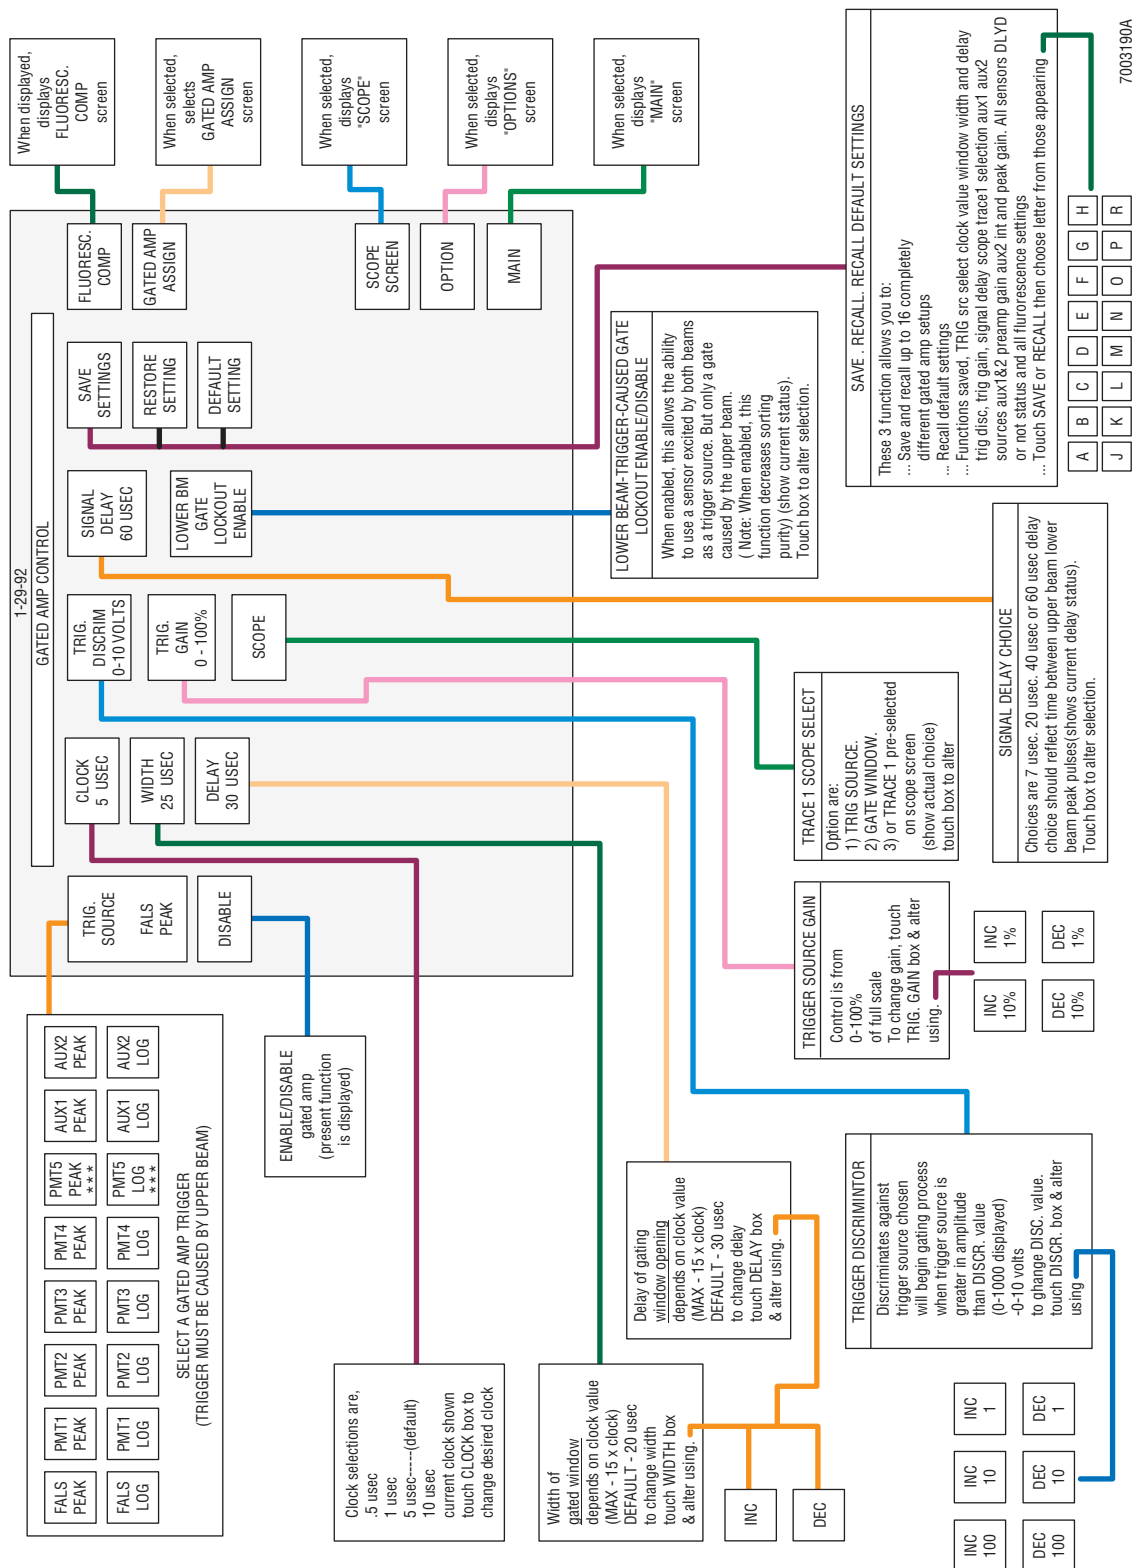 1-29-92
GATED AMP CONTROL
TRIG.
SOURCE
FALS
PEAK
DISABLE
CLOCK
5 USEC
WIDTH
25 USEC
DELAY
30 USEC
TRIG.
DISCRIM
0-10 VOLTS
TRIG.
GAIN
0 - 100%
SCOPE
SIGNAL
DELAY
60 USEC
LOWER BM
GATE
LOCKOUT
ENABLE
SAVE
SETTINGS
RESTORE
SETTING
DEFAULT
SETTING
FLUORESC.
COMP
GATED AMP
ASSIGN
SCOPE
SCREEN
OPTION
MAIN
When displayed,
displays
FLUORESC.
COMP
screen
When selected,
selects
GATED AMP
ASSIGN
screen
When selected,
displays
"SCOPE"
screen
When selected,
displays
"OPTIONS"
screen
When selected,
displays
"MAIN"
screen
FALS
PEAK
PMT1
PEAK
PMT2
PEAK
PMT3
PEAK
PMT4
PEAK
PMT5
PEAK
***
AUX1
PEAK
AUX2
PEAK
FALS
LOG
PMT1
LOG
PMT2
LOG
PMT3
LOG
PMT4
LOG
PMT5
LOG
***
AUX1
LOG
AUX2
LOG
SELECT A GATED AMP TRIGGER
(TRIGGER MUST BE CAUSED BY UPPER BEAM)
ENABLE/DISABLE
gated amp
(present function
is displayed)
Clock selections are,
.5 usec
1 usec
5 usec-----(default)
10 usec
current clock shown
touch CLOCK box to
change desired clock
Width of
gated window
depends on clock value
(MAX - 15 x clock)
DEFAULT - 20 usec
to change width
touch WIDTH box
& alter using.
INC
DEC
Delay of gating
window opening
depends on clock value
(MAX - 15 x clock)
DEFAULT - 30 usec
to change delay
touch DELAY box
& alter using.
TRIGGER DISCRIMINTOR
Discriminates against
trigger source chosen
will begin gating process
when trigger source is
greater in amplitude
than DISCR. value
(0-1000 displayed)
-0-10 volts
to ghange DISC. value.
touch DISCR. box & alter
using
INC
100
INC
10
INC
1
DEC
100
DEC
10
DEC
1
TRIGGER SOURCE GAIN
Control is from
0-100%
of full scale
To change gain, touch
TRIG. GAIN box & alter
using.
INC
10%
INC
1%
DEC
10%
DEC
1%
TRACE 1 SCOPE SELECT
Option are:
1) TRIG SOURCE.
2) GATE WINDOW.
3) or TRACE 1 pre-selected
on scope screen
(show actual choice)
touch box to alter
SIGNAL DELAY CHOICE
Choices are 7 usec. 20 usec. 40 usec or 60 usec delay
choice should reflect time between upper beam lower
beam peak pulses(shows current delay status).
Touch box to alter selection.
LOWER BEAM-TRIGGER-CAUSED GATE
LOCKOUT ENABLE/DISABLE
When enabled, this allows the ability
to use a sensor excited by both beams
as a trigger source. But only a gate
caused by the upper beam.
( Note: When enabled, this
function decreases sorting
purity) (show current status).
Touch box to alter selection.
SAVE . RECALL. RECALL DEFAULT SETTINGS
These 3 function allows you to:
... Save and recall up to 16 completely
different gated amp setups
... Recall default settings
... Functions saved, TRIG src select clock value window width and delay
trig disc, trig gain, signal delay scope trace1 selection aux1 aux2
sources aux1&2 preamp gain aux2 int and peak gain. All sensors DLYD
or not status and all flurorescence settings
... Touch SAVE or RECALL then choose letter from those appearing
A B C D E F G H
J K L M N O P R
7003190A